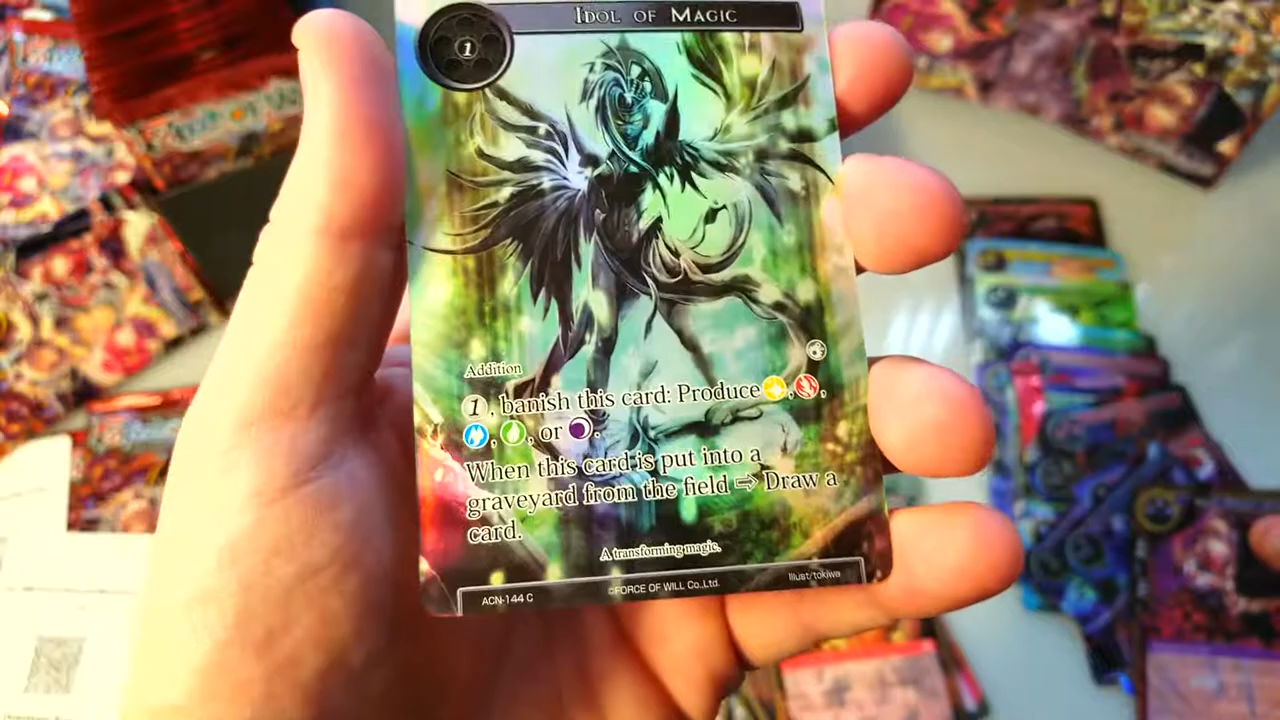 IDOL OF MAGIC
1
Addition
1, banish this card: Produce , ,
, , or .
When this card is put into a
graveyard from the field ⇨ Draw a
card.
A transforming magic.
ACN-144 C
©FORCE OF WILL Co.,Ltd.
Illust/tokiwa